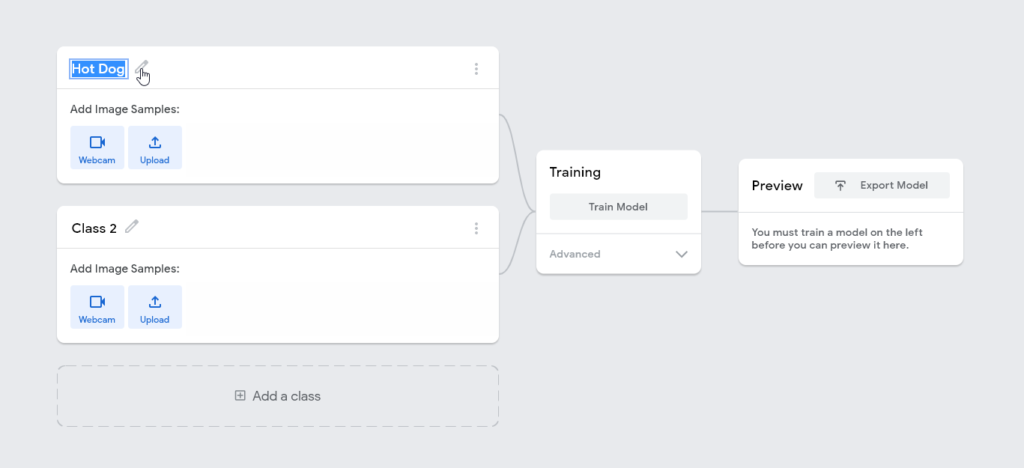 Hot Dog
Add Image Samples:
Webcam
Upload
Class 2
Add Image Samples:
Webcam
Upload
Add a class
Training
Train Model
Advanced
Preview
Export Model
You must train a model on the left
before you can preview it here.